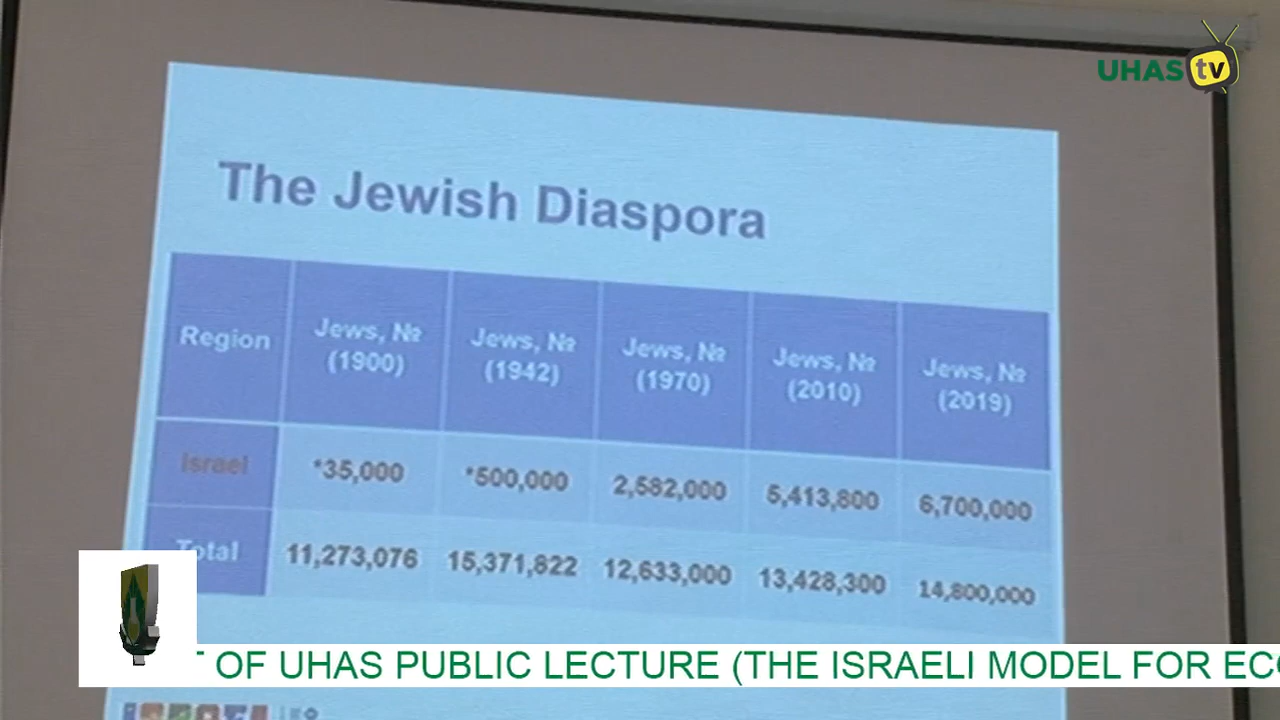 UHAS tv
The Jewish Diaspora
Region Jews, № (1900) Jews, № (1942) Jews, № (1970) Jews, № (2010) Jews, № (2019)
Israel *35,000 *500,000 2,582,000 5,413,800 6,700,000
Total 11,273,076 15,371,822 12,633,000 13,428,300 14,800,000
OF UHAS PUBLIC LECTURE (THE ISRAELI MODEL FOR ECO